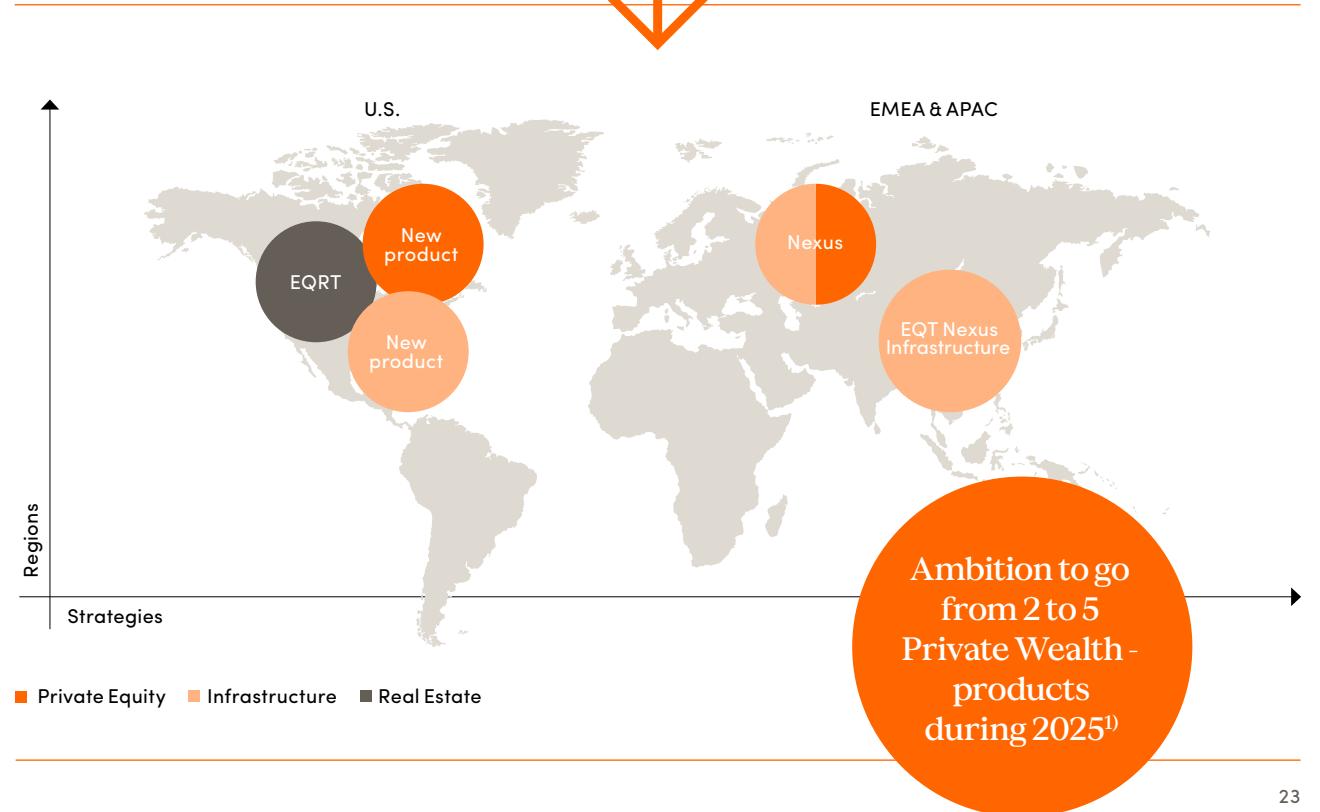 U.S.
EMEA & APAC
New
product
Nexus
EQRT
EQT Nexus
Infrastructure
New
product
Regions
Strategies
Ambition to go
from 2 to 5
Private Wealth -
products
during 2025¹⁾
Private Equity
Infrastructure
Real Estate
23